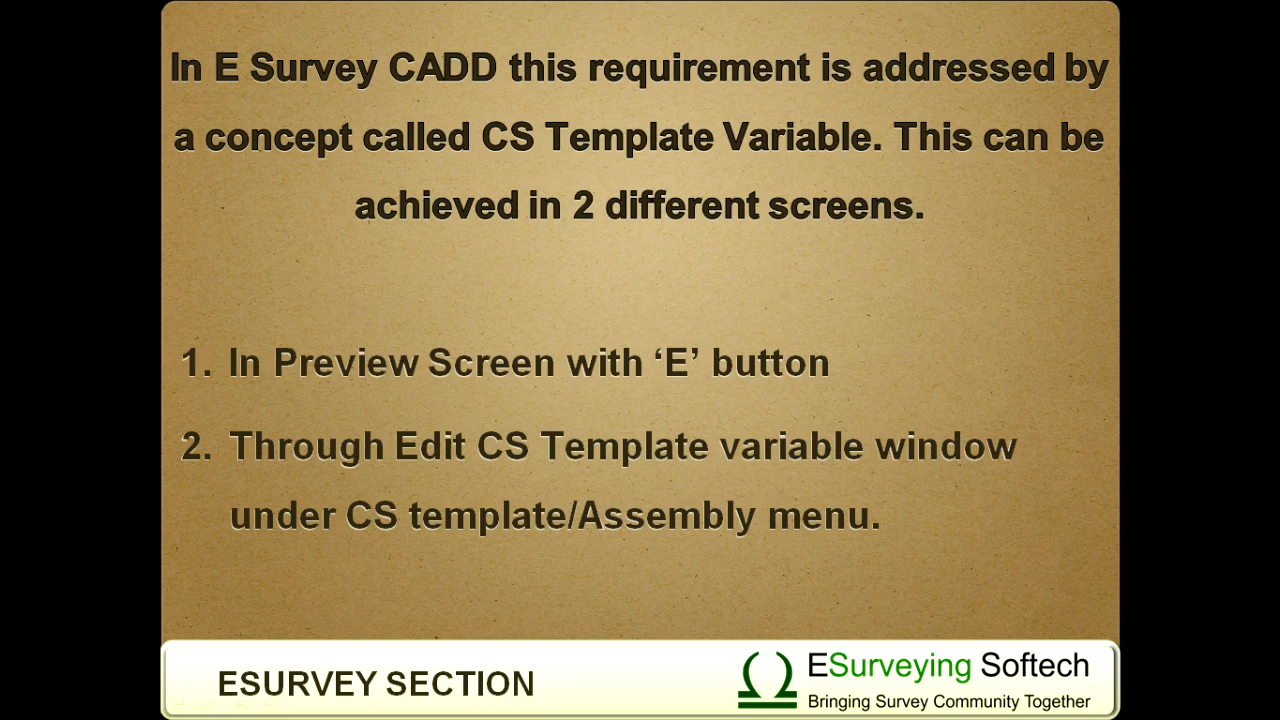 In E Survey CADD this requirement is addressed by
a concept called CS Template Variable. This can be
achieved in 2 different screens.
1. In Preview Screen with ‘E’ button
2. Through Edit CS Template variable window
under CS template/Assembly menu.
ESURVEY SECTION
ESurveying Softech
Bringing Survey Community Together